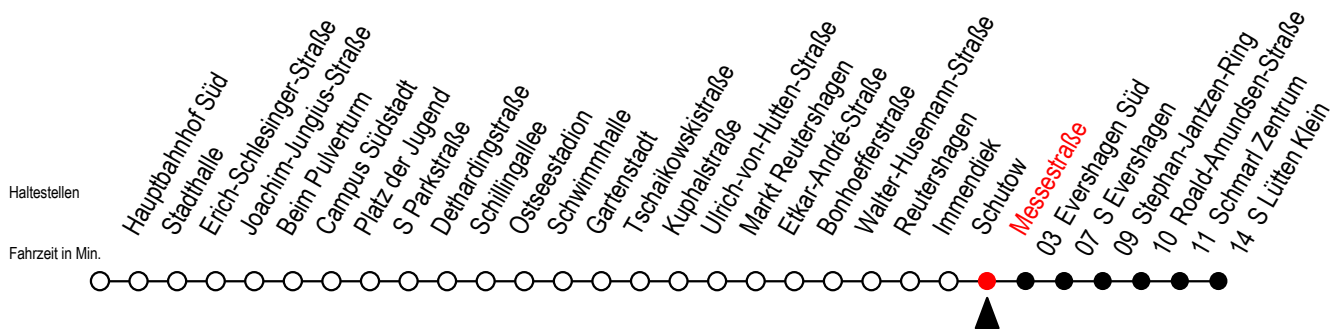 Hauptbahnhof Süd
Stadthalle
Erich-Schlesinger-Straße
Joachim-Jungius-Straße
Beim Pulverturm
Campus Südstadt
Platz der Jugend
S Parkstraße
Dethardingstraße
Schillingallee
Ostseestadion
Schwimmhalle
Gartenstadt
Tschaikowskistraße
Kuphalstraße
Ulrich-von-Hutten-Straße
Markt Reutershagen
Etkar-André-Straße
Bonhoefferstraße
Walter-Husemann-Straße
Reutershagen
Immendiek
Schutow
Messestraße
03 Evershagen Süd
07 S Evershagen
09 Stephan-Jantzen-Ring
10 Roald-Amundsen-Straße
11 Schmarl Zentrum
14 S Lütten Klein
Haltestellen
Fahrzeit in Min.